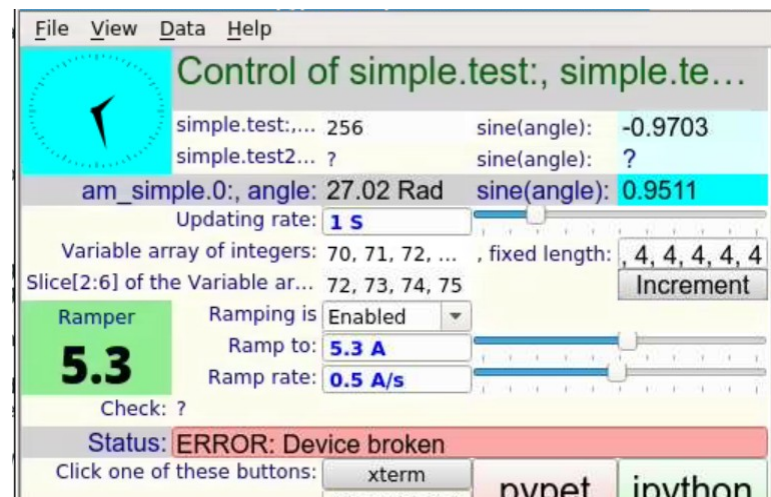 File View Data Help
Control of simple.test:, simple.te...
simple.test:,... 256 sine(angle): -0.9703
simple.test2... ? sine(angle): ?
am_simple.0:, angle: 27.02 Rad sine(angle): 0.9511
Updating rate: 1 S
Variable array of integers: 70, 71, 72, ... , fixed length: , 4, 4, 4, 4, 4
Slice[2:6] of the Variable ar... 72, 73, 74, 75 Increment
Ramper Ramping is Enabled
5.3 Ramp to: 5.3 A
Ramp rate: 0.5 A/s
Check: ?
Status: ERROR: Device broken
Click one of these buttons: xterm pypet ipython